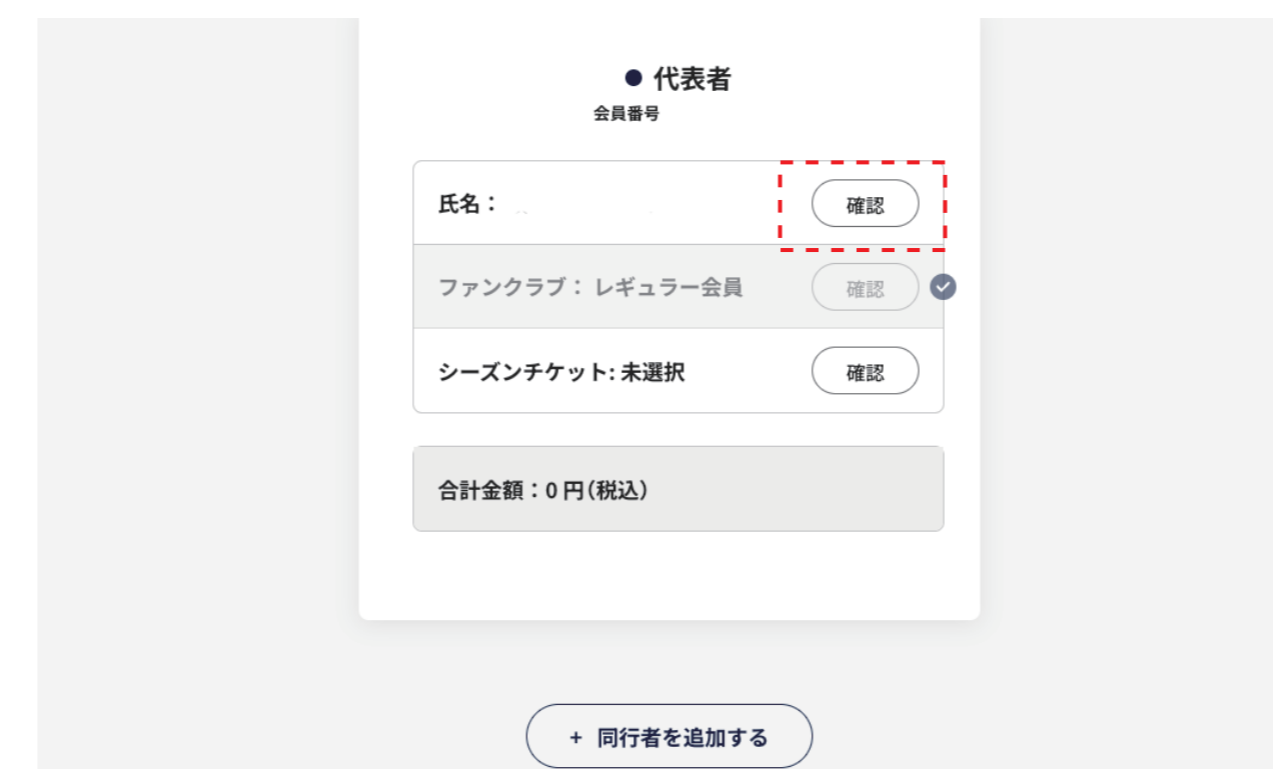 代表者
会員番号
氏名： 確認
ファンクラブ：レギュラー会員 確認
シーズンチケット:未選択 確認
合計金額：0円(税込)
+ 同行者を追加する